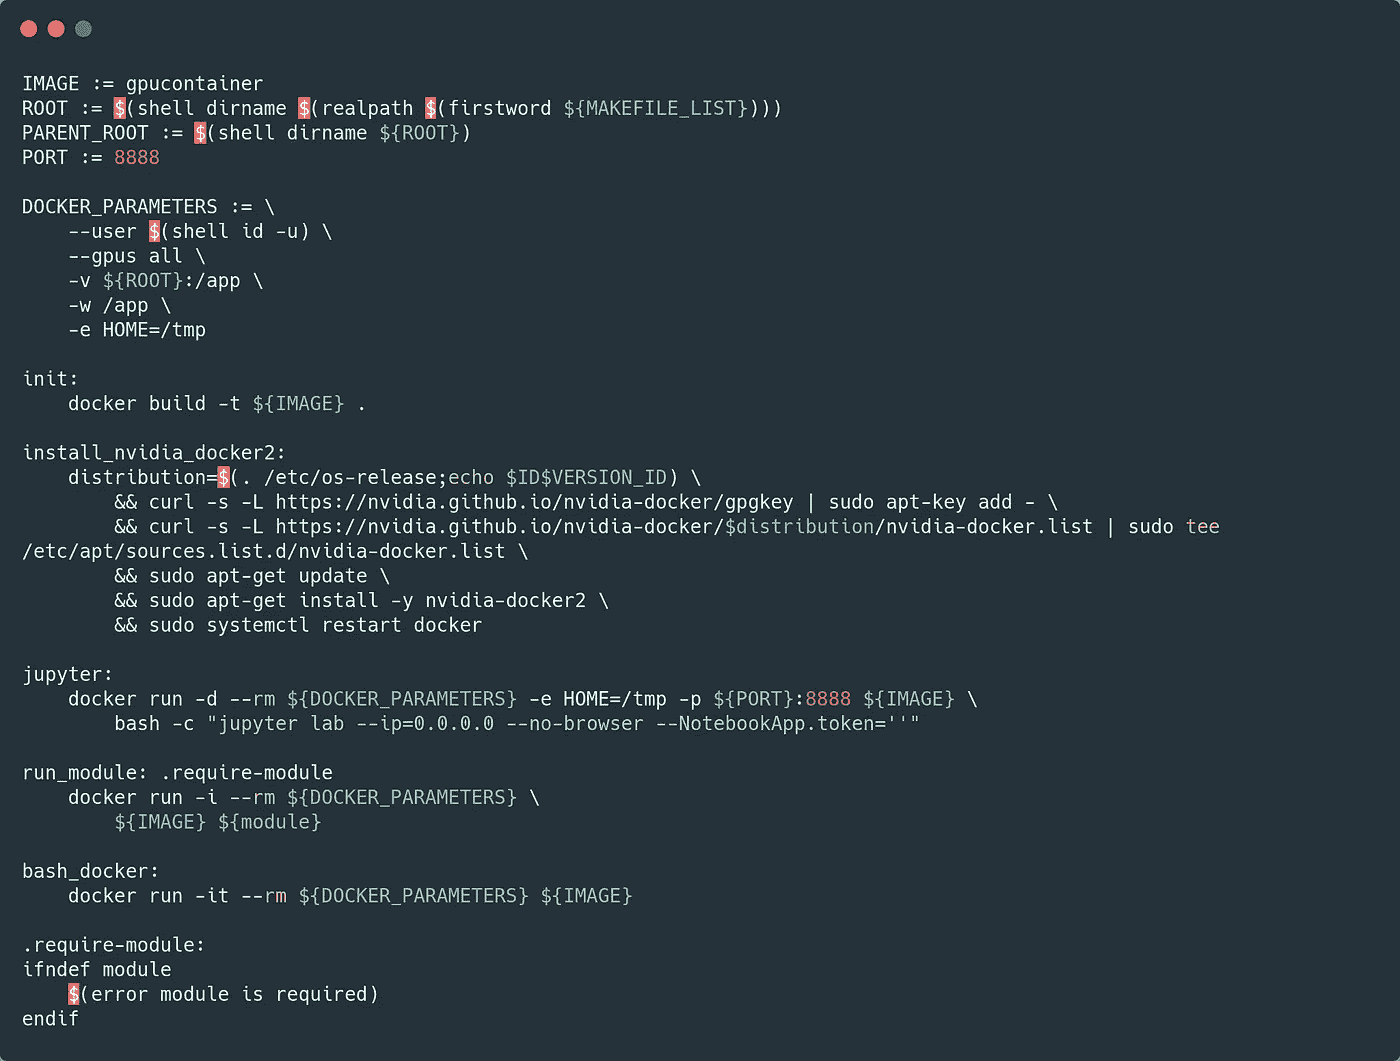 IMAGE := gpucontainer
ROOT := $(shell dirname $(realpath $(firstword ${MAKEFILE_LIST})))
PARENT_ROOT := $(shell dirname ${ROOT})
PORT := 8888
DOCKER_PARAMETERS := \
--user $(shell id -u) \
--gpus all \
-v ${ROOT}:/app \
-w /app \
-e HOME=/tmp
init:
docker build -t ${IMAGE} .
install_nvidia_docker2:
distribution=$(. /etc/os-release;echo $ID$VERSION_ID) \
&& curl -s -L https://nvidia.github.io/nvidia-docker/gpgkey | sudo apt-key add - \
&& curl -s -L https://nvidia.github.io/nvidia-docker/$distribution/nvidia-docker.list | sudo tee
/etc/apt/sources.list.d/nvidia-docker.list \
&& sudo apt-get update \
&& sudo apt-get install -y nvidia-docker2 \
&& sudo systemctl restart docker
jupyter:
docker run -d --rm ${DOCKER_PARAMETERS} -e HOME=/tmp -p ${PORT}:8888 ${IMAGE} \
bash -c "jupyter lab --ip=0.0.0.0 --no-browser --NotebookApp.token=''"
run_module: .require-module
docker run -i --rm ${DOCKER_PARAMETERS} \
${IMAGE} ${module}
bash_docker:
docker run -it --rm ${DOCKER_PARAMETERS} ${IMAGE}
.require-module:
ifndef module
$(error module is required)
endif